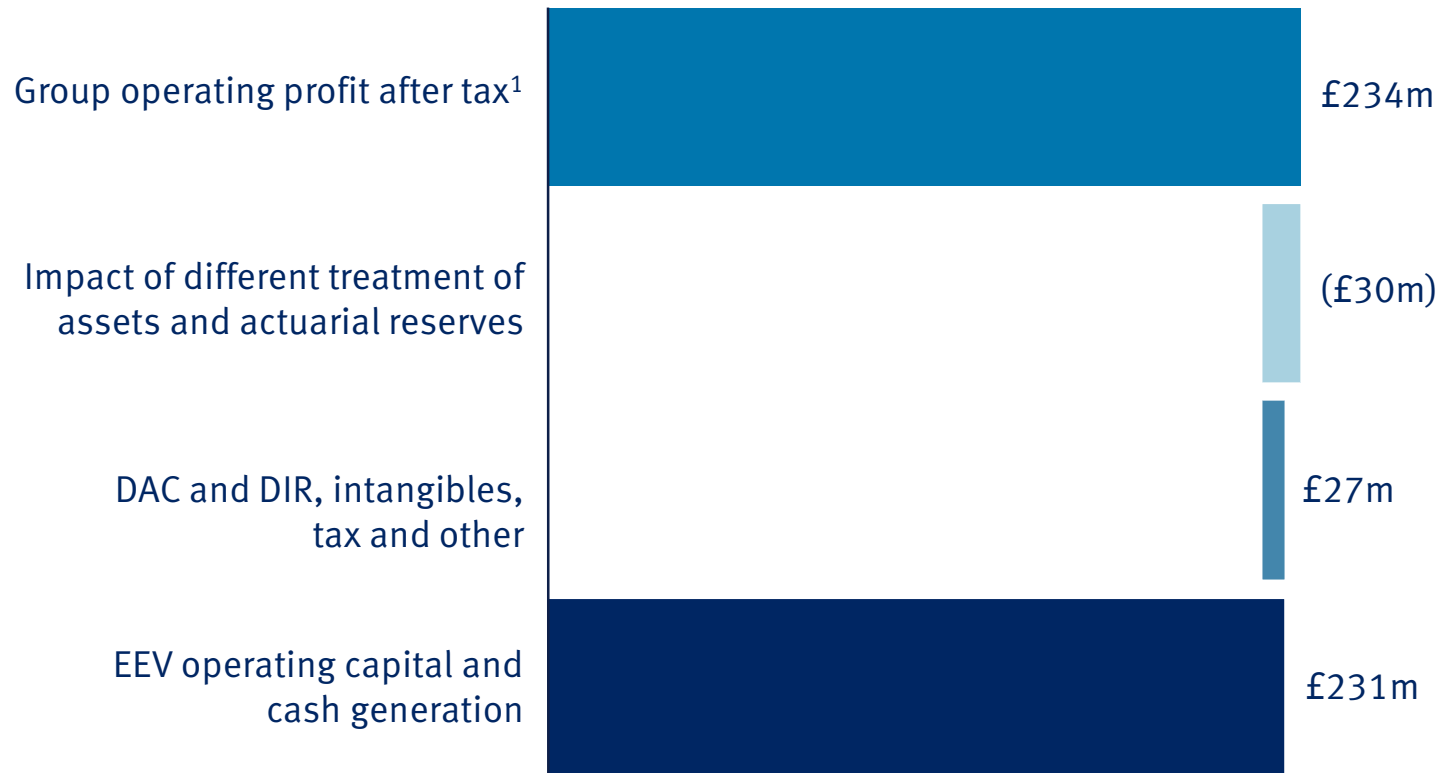 Group operating profit after tax¹
£234m
Impact of different treatment of
assets and actuarial reserves
(£30m)
DAC and DIR, intangibles,
tax and other
£27m
EEV operating capital and
cash generation
£231m